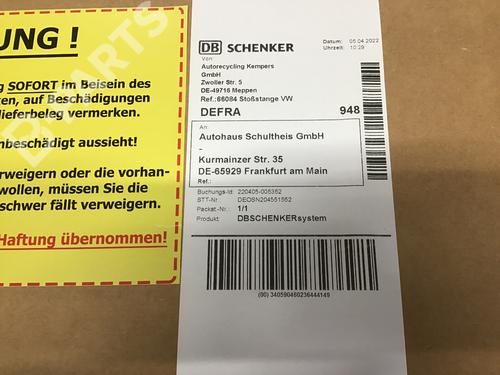 UNG !
g SOFORT im Beisein des
ken, auf Beschädigungen
lieferbeleg vermerken.
nbeschädigt aussieht!
rweigern oder die vorhan-
wollen, müssen Sie die
schwer fällt verweigern.
Haftung übernommen!
B-PARTS
DB SCHENKER
Datum: 05.04.2022
Uhrzeit: 10:29
Von:
Autorecycling Kempers
GmbH
Zwoller Str. 5
DE-49716 Meppen
Ref.:66084 Stoßstange VW
DEFRA 948
An:
Autohaus Schultheis GmbH
-
Kurmainzer Str. 35
DE-65929 Frankfurt am Main
Ref.:
Buchungs-Id: 220405-005352
STT-Nr.: DEOSN204551552
Packst.-Nr.: 1/1
Produkt: DBSCHENKERsystem
(00) 340590460236444149